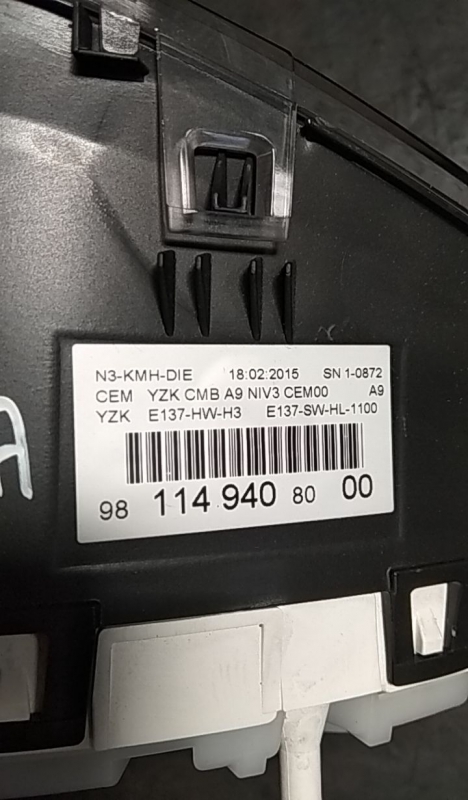 N3-KMH-DIE 18:02:2015 SN 1-0872
CEM YZK CMB A9 NIV3 CEM00 A9
YZK E137-HW-H3 E137-SW-HL-1100
98 114 940 80 00
A